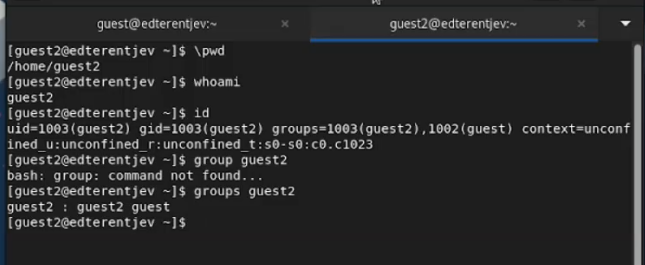 guest@edterentjev:~ × guest2@edterentjev:~ ×
[guest2@edterentjev ~]$ \pwd
/home/guest2
[guest2@edterentjev ~]$ whoami
guest2
[guest2@edterentjev ~]$ id
uid=1003(guest2) gid=1003(guest2) groups=1003(guest2),1002(guest) context=unconf
ined_u:unconfined_r:unconfined_t:s0-s0:c0.c1023
[guest2@edterentjev ~]$ group guest2
bash: group: command not found...
[guest2@edterentjev ~]$ groups guest2
guest2 : guest2 guest
[guest2@edterentjev ~]$